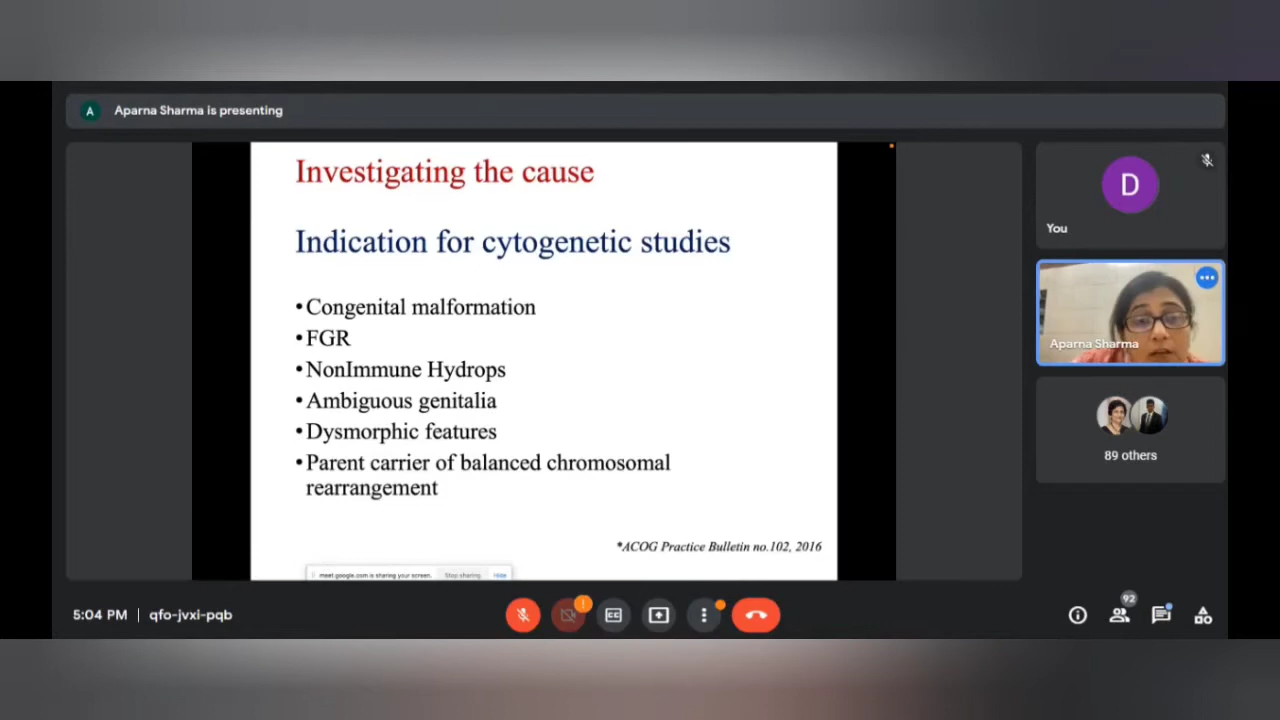 A
Aparna Sharma is presenting
Investigating the cause
Indication for cytogenetic studies
•Congenital malformation
•FGR
•NonImmune Hydrops
•Ambiguous genitalia
•Dysmorphic features
•Parent carrier of balanced chromosomal
rearrangement
*ACOG Practice Bulletin no.102, 2016
meet.google.com is sharing your screen. Stop sharing Hide
D
You
Aparna Sharma
89 others
5:04 PM | qfo-jvxi-pqb
CC
92